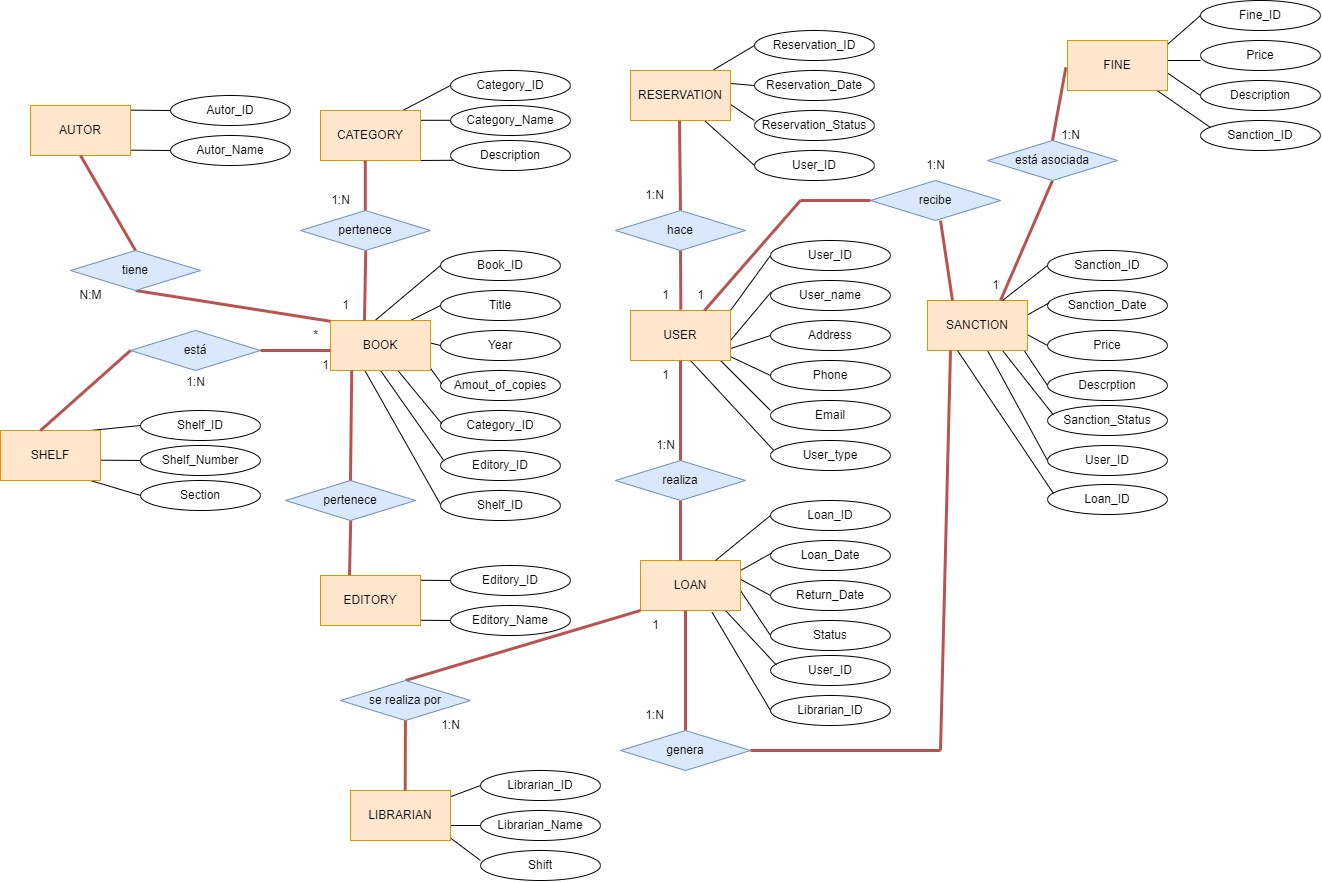 AUTOR
Autor_ID
Autor_Name
CATEGORY
Category_ID
Category_Name
Description
RESERVATION
Reservation_ID
Reservation_Date
Reservation_Status
User_ID
FINE
Fine_ID
Price
Description
Sanction_ID
1:N
está asociada
1:N
recibe
1:N
pertenece
1:N
hace
tiene
N:M
1
*
1
BOOK
Book_ID
Title
Year
Amout_of_copies
Category_ID
Editory_ID
Shelf_ID
está
1:N
SHELF
Shelf_ID
Shelf_Number
Section
pertenece
EDITORY
Editory_ID
Editory_Name
1
1
USER
1
User_ID
User_name
Address
Phone
Email
User_type
1
SANCTION
Sanction_ID
Sanction_Date
Price
Descrption
Sanction_Status
User_ID
Loan_ID
1:N
realiza
LOAN
1
Loan_ID
Loan_Date
Return_Date
Status
User_ID
Librarian_ID
se realiza por
1:N
1:N
genera
LIBRARIAN
Librarian_ID
Librarian_Name
Shift